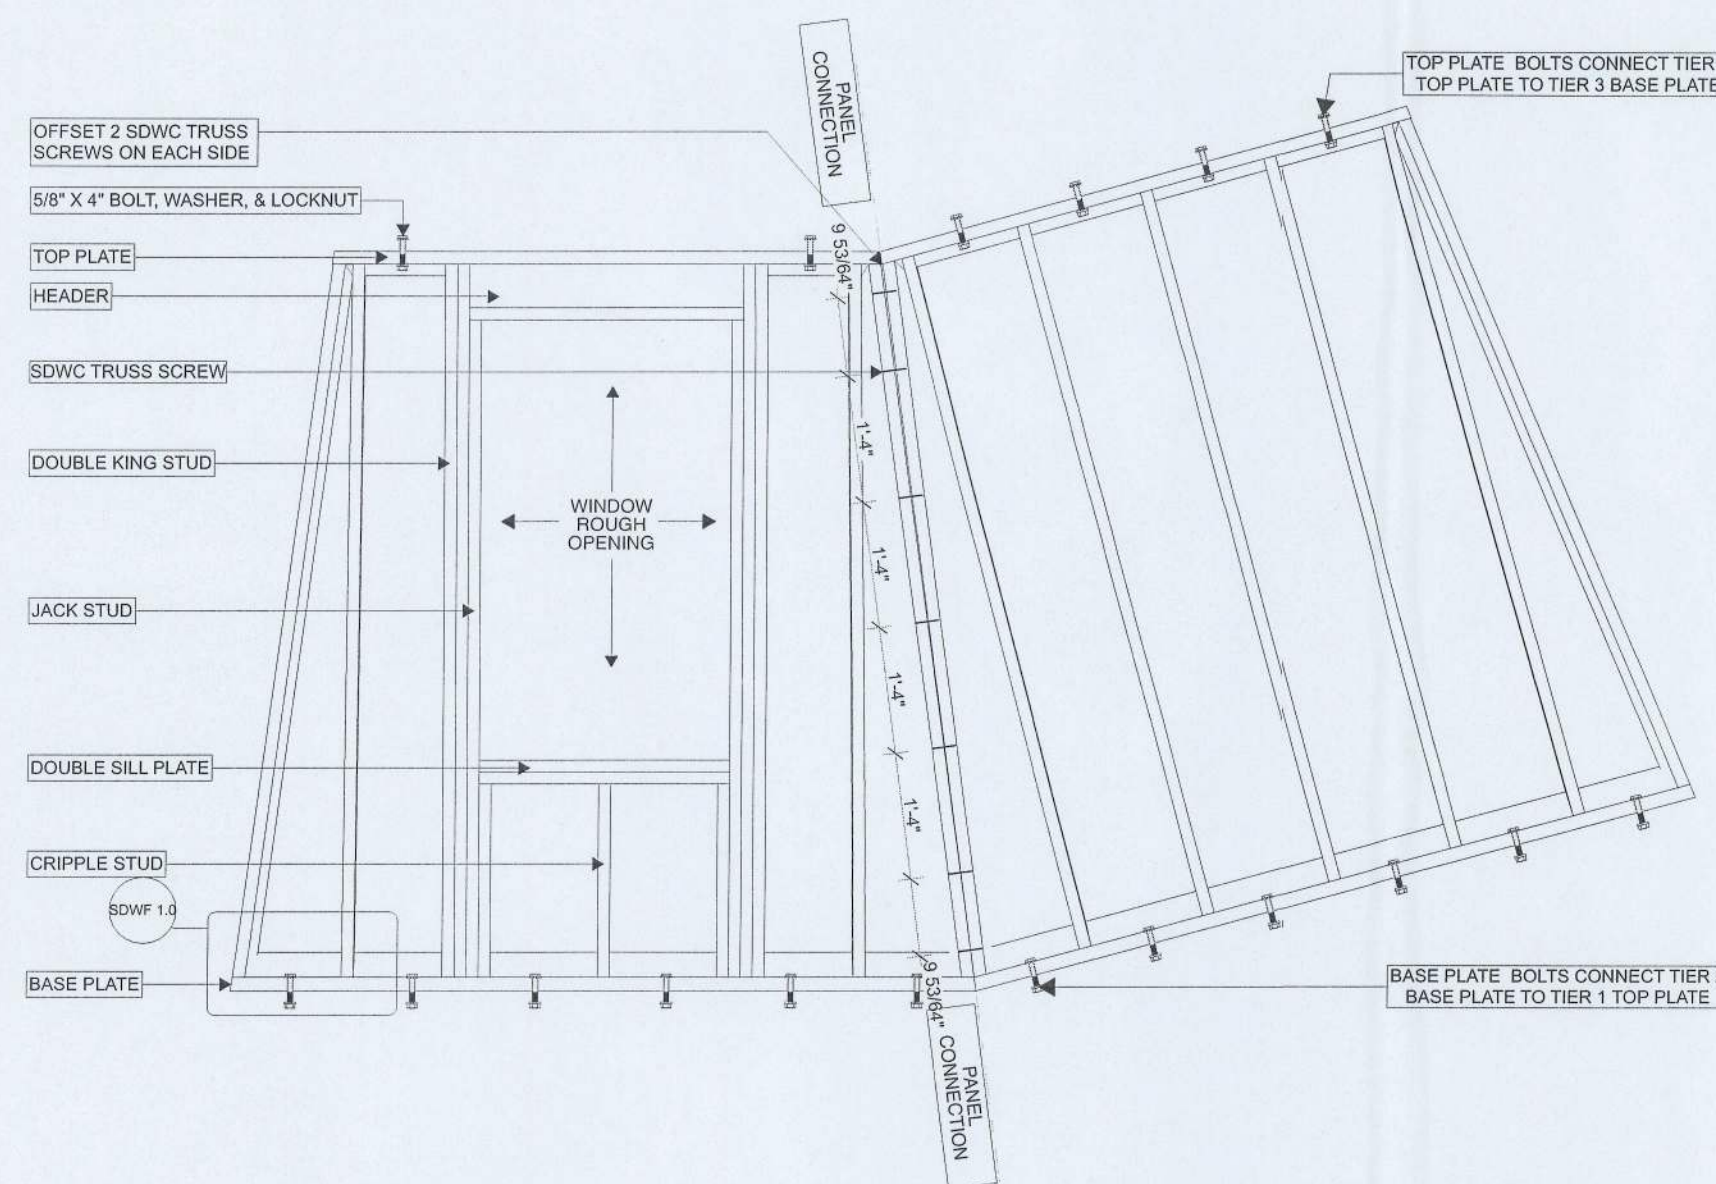 PANEL
CONNECTION
TOP PLATE BOLTS CONNECT TIER
TOP PLATE TO TIER 3 BASE PLATE
OFFSET 2 SDWC TRUSS
SCREWS ON EACH SIDE
5/8" X 4" BOLT, WASHER, & LOCKNUT
TOP PLATE
HEADER
SDWC TRUSS SCREW
DOUBLE KING STUD
JACK STUD
DOUBLE SILL PLATE
CRIPPLE STUD
SDWF 1.0
BASE PLATE
WINDOW
ROUGH
OPENING
9 53/64"
1'-4"
1'-4"
1'-4"
1'-4"
9 53/64"
PANEL
CONNECTION
BASE PLATE BOLTS CONNECT TIER
BASE PLATE TO TIER 1 TOP PLATE